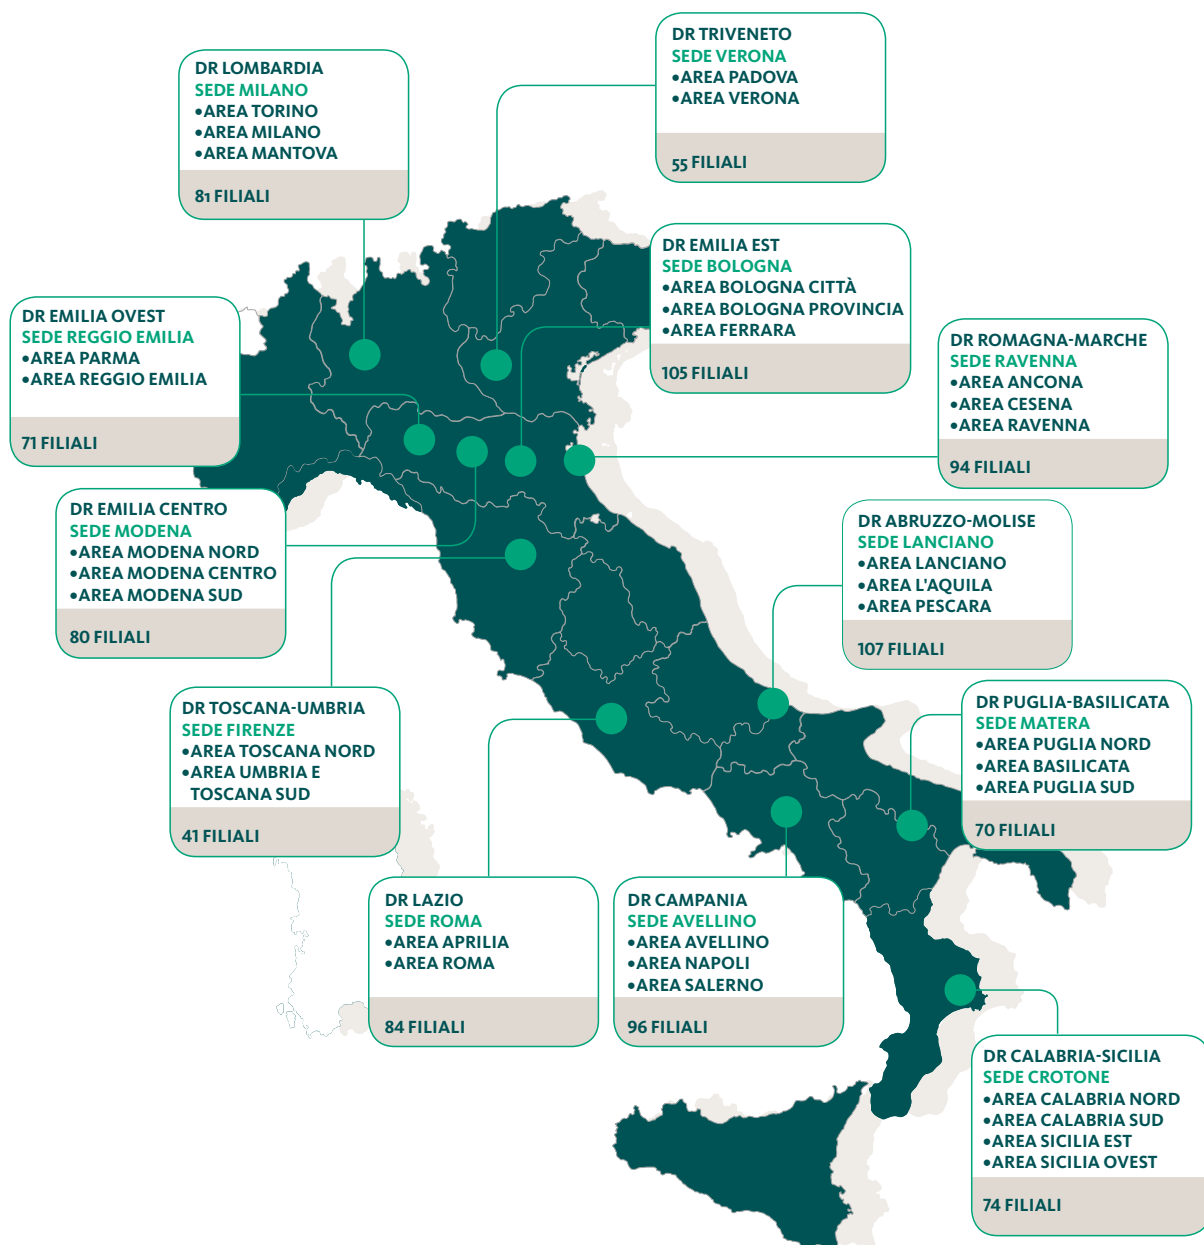 DR TRIVENETO
SEDE VERONA
•AREA PADOVA
•AREA VERONA
55 FILIALI
DR LOMBARDIA
SEDE MILANO
•AREA TORINO
•AREA MILANO
•AREA MANTOVA
81 FILIALI
DR EMILIA EST
SEDE BOLOGNA
•AREA BOLOGNA CITTÀ
•AREA BOLOGNA PROVINCIA
•AREA FERRARA
105 FILIALI
DR EMILIA OVEST
SEDE REGGIO EMILIA
•AREA PARMA
•AREA REGGIO EMILIA
71 FILIALI
DR ROMAGNA-MARCHE
SEDE RAVENNA
•AREA ANCONA
•AREA CESENA
•AREA RAVENNA
94 FILIALI
DR EMILIA CENTRO
SEDE MODENA
•AREA MODENA NORD
•AREA MODENA CENTRO
•AREA MODENA SUD
80 FILIALI
DR ABRUZZO-MOLISE
SEDE LANCIANO
•AREA LANCIANO
•AREA L'AQUILA
•AREA PESCARA
107 FILIALI
DR TOSCANA-UMBRIA
SEDE FIRENZE
•AREA TOSCANA NORD
•AREA UMBRIA E
TOSCANA SUD
41 FILIALI
DR PUGLIA-BASILICATA
SEDE MATERA
•AREA PUGLIA NORD
•AREA BASILICATA
•AREA PUGLIA SUD
70 FILIALI
DR LAZIO
SEDE ROMA
•AREA APRILIA
•AREA ROMA
84 FILIALI
DR CAMPANIA
SEDE AVELLINO
•AREA AVELLINO
•AREA NAPOLI
•AREA SALERNO
96 FILIALI
DR CALABRIA-SICILIA
SEDE CROTONE
•AREA CALABRIA NORD
•AREA CALABRIA SUD
•AREA SICILIA EST
•AREA SICILIA OVEST
74 FILIALI